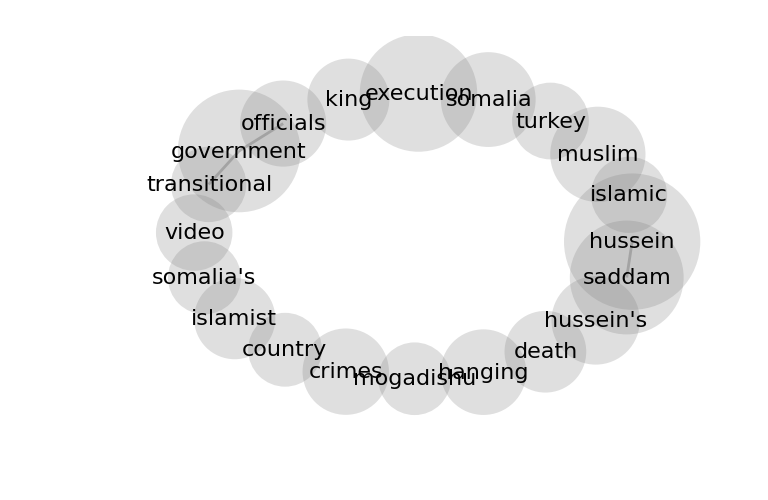 execution
king
somalia
officials
turkey
government
muslim
transitional
islamic
video
hussein
somalia's
saddam
islamist
hussein's
country
death
crimes
mogadishu
hanging